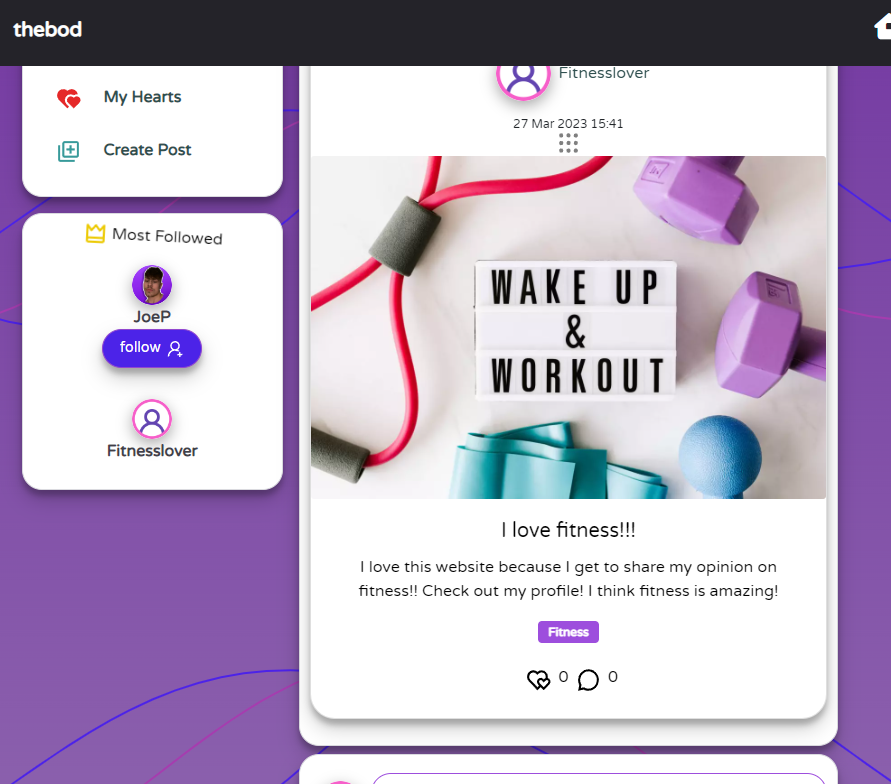 thebod
My Hearts
Create Post
Most Followed
JoeP
follow
Fitnesslover
Fitnesslover
27 Mar 2023 15:41
WAKE UP
&
WORKOUT
I love fitness!!!
I love this website because I get to share my opinion on
fitness!! Check out my profile! I think fitness is amazing!
Fitness
0 0